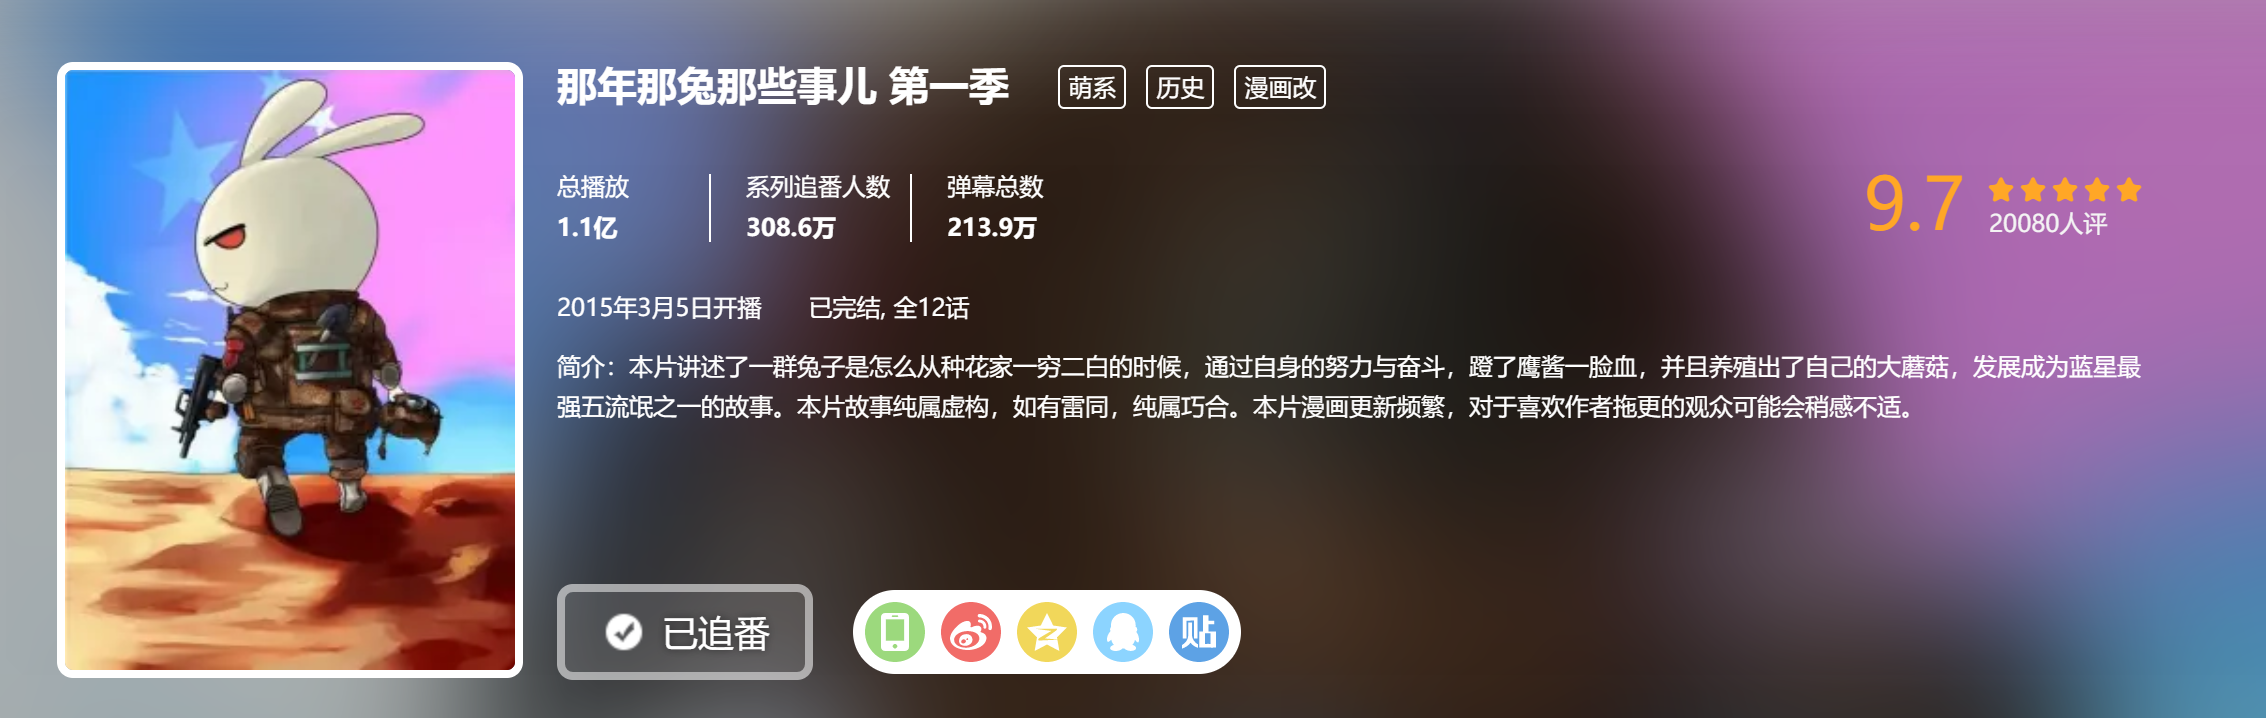 那年那兔那些事儿 第一季 萌系 历史 漫画改
总播放 系列追番人数 弹幕总数
1.1亿 308.6万 213.9万
9.7
20080人评
2015年3月5日开播 已完结, 全12话
简介：本片讲述了一群兔子是怎么从种花家一穷二白的时候，通过自身的努力与奋斗，蹬了鹰酱一脸血，并且养殖出了自己的大蘑菇，发展成为蓝星最
强五流氓之一的故事。本片故事纯属虚构，如有雷同，纯属巧合。本片漫画更新频繁，对于喜欢作者拖更的观众可能会稍感不适。
已追番 贴